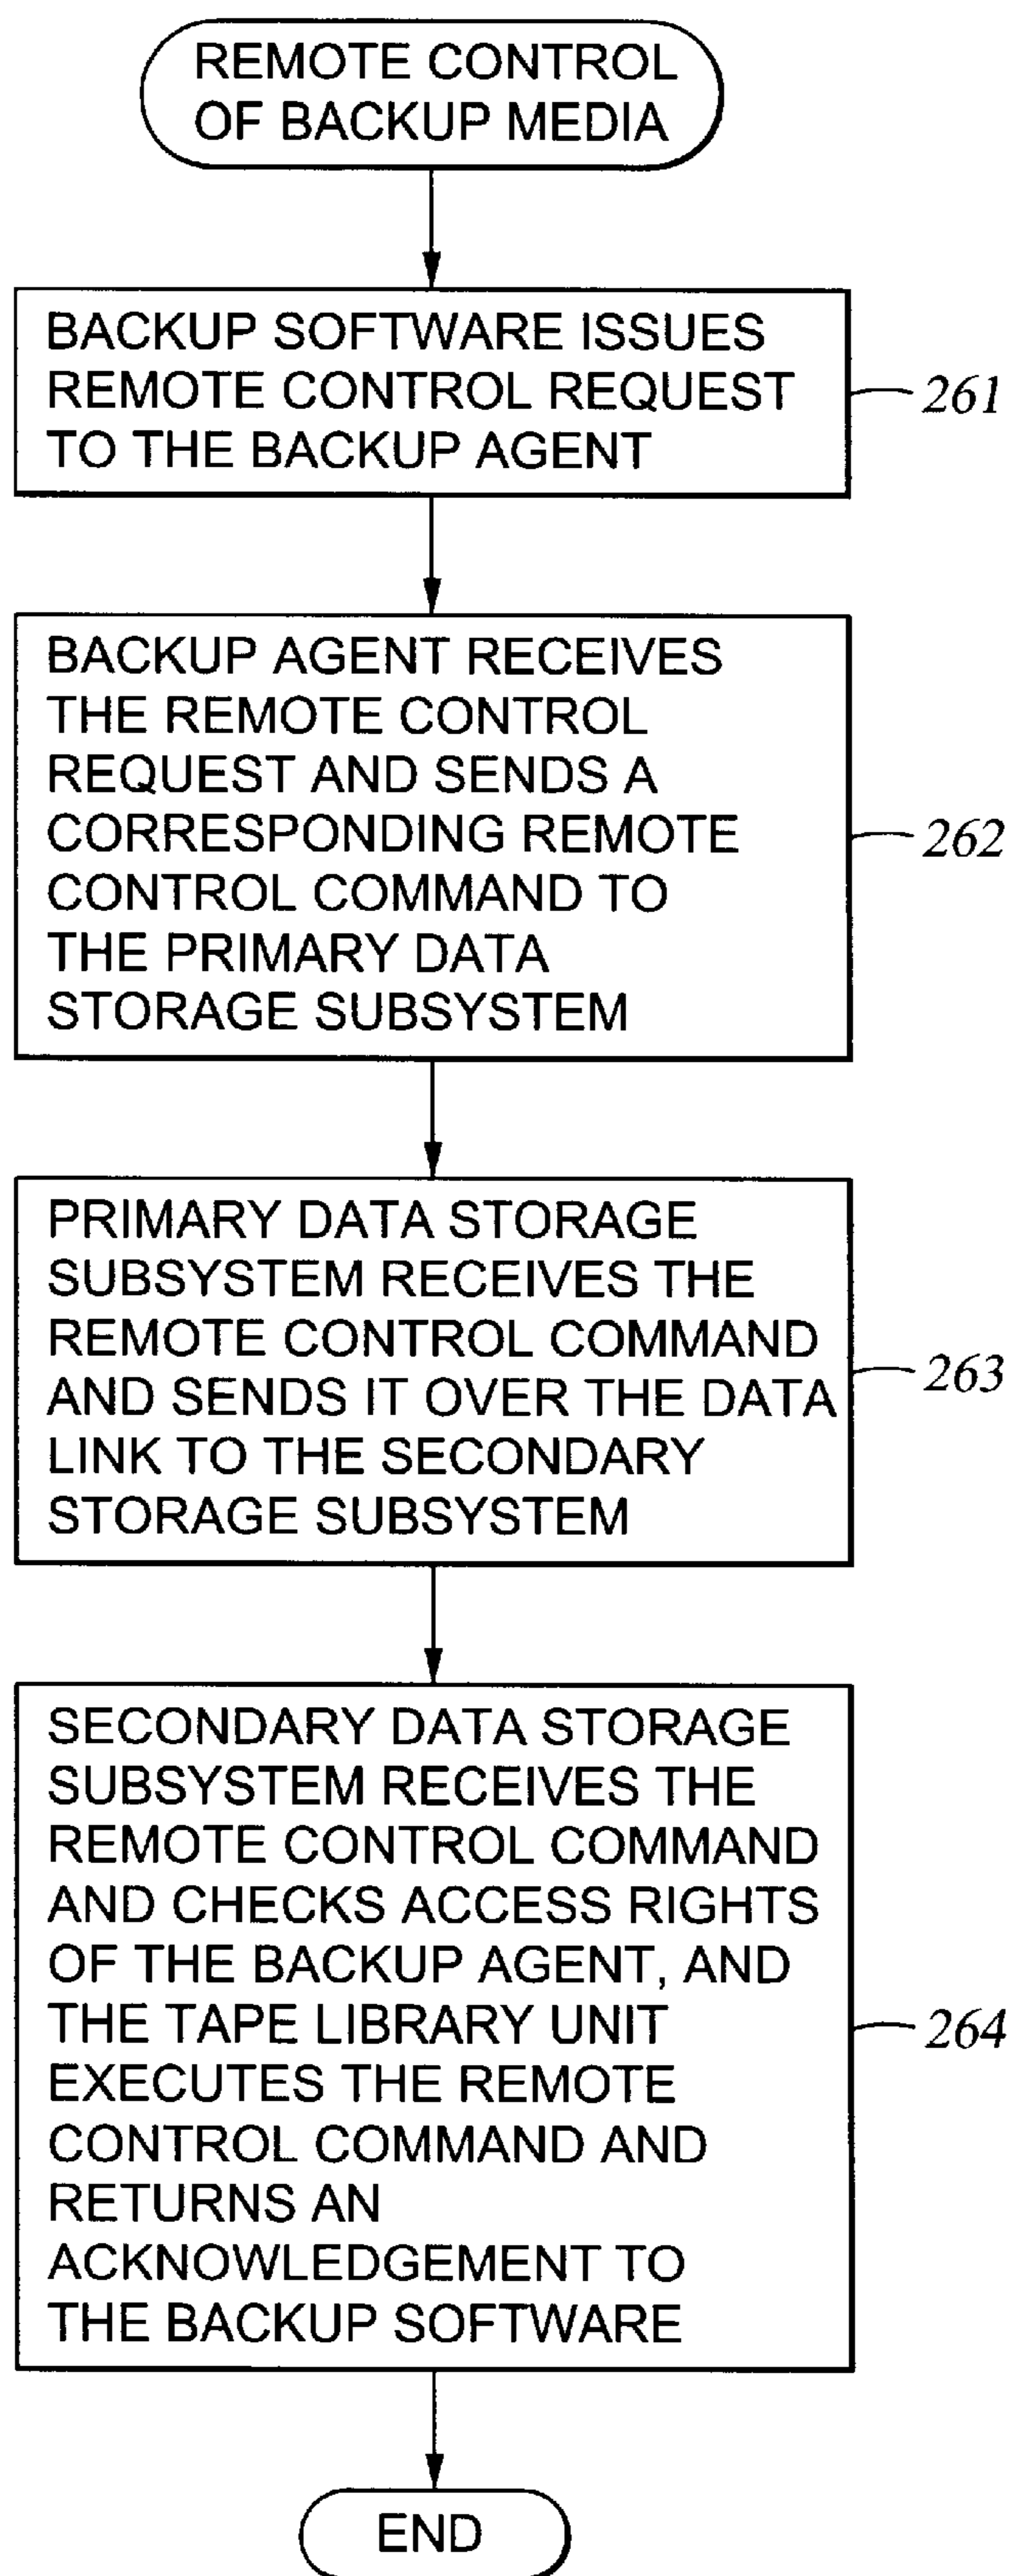 REMOTE CONTROL
OF BACKUP MEDIA
BACKUP SOFTWARE ISSUES
REMOTE CONTROL REQUEST
TO THE BACKUP AGENT
261
BACKUP AGENT RECEIVES
THE REMOTE CONTROL
REQUEST AND SENDS A
CORRESPONDING REMOTE
CONTROL COMMAND TO
THE PRIMARY DATA
STORAGE SUBSYSTEM
262
PRIMARY DATA STORAGE
SUBSYSTEM RECEIVES THE
REMOTE CONTROL COMMAND
AND SENDS IT OVER THE DATA
LINK TO THE SECONDARY
STORAGE SUBSYSTEM
263
SECONDARY DATA STORAGE
SUBSYSTEM RECEIVES THE
REMOTE CONTROL COMMAND
AND CHECKS ACCESS RIGHTS
OF THE BACKUP AGENT, AND
THE TAPE LIBRARY UNIT
EXECUTES THE REMOTE
CONTROL COMMAND AND
RETURNS AN
ACKNOWLEDGEMENT TO
THE BACKUP SOFTWARE
264
END